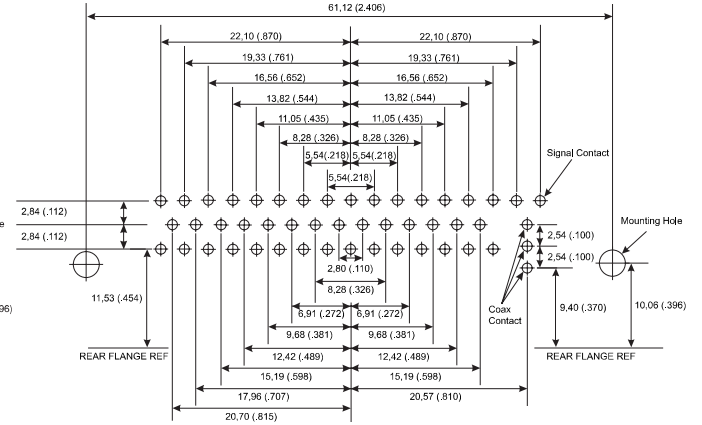 61,12 (2.406)
22,10 (.870) 22,10 (.870)
19,33 (.761) 19,33 (.761)
16,56 (.652) 16,56 (.652)
13,82 (.544) 13,82 (.544)
11,05 (.435) 11,05 (.435)
8,28 (.326) 8,28 (.326)
5,54(.218) 5,54(.218)
Signal Contact
5,54(.218)
2,84 (.112)
Mounting Hole
e
2,84 (.112)
2,54 (.100)
2,54 (.100)
2,80 (.110)
8,28 (.326)
11,53 (.454)
9,40 (.370)
10,06 (.396)
96)
6,91 (.272) 6,91 (.272)
Coax
Contact
9,68 (.381) 9,68 (.381)
REAR FLANGE REF
12,42 (.489) 12,42 (.489)
REAR FLANGE REF
15,19 (.598) 15,19 (.598)
17,96 (.707)
20,57 (.810)
20,70 (.815)